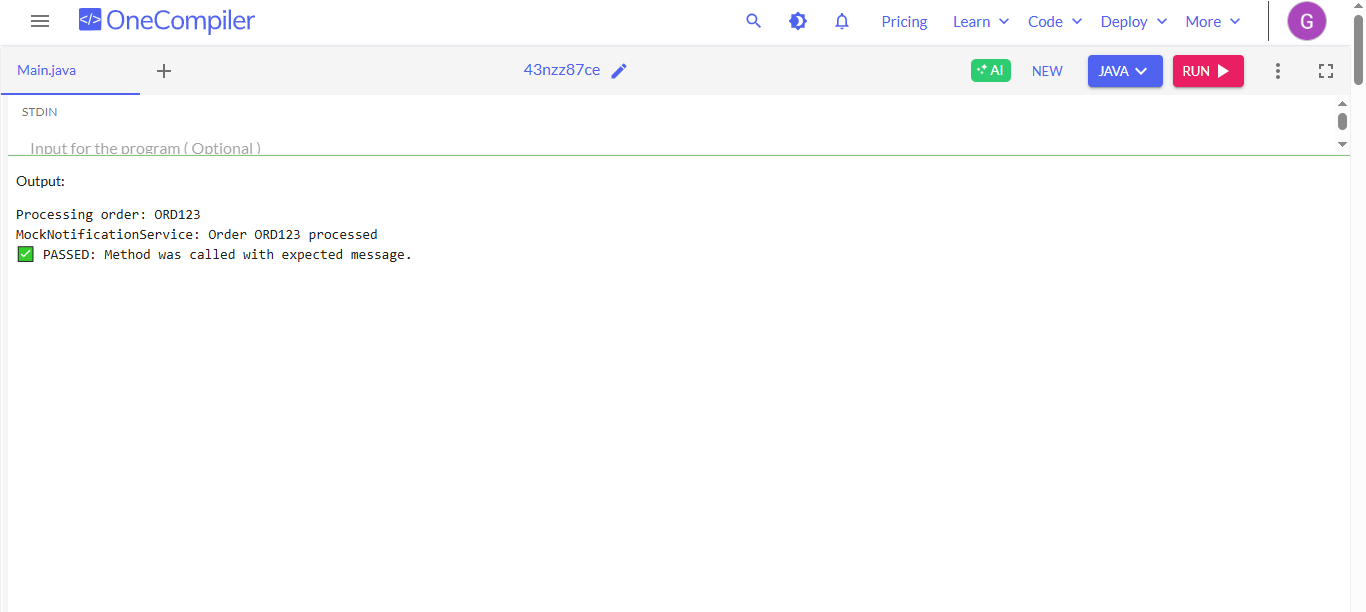 </> OneCompiler
Pricing Learn Code Deploy More G
Main.java 43nzz87ce AI NEW JAVA RUN
STDIN
Input for the program ( Optional )
Output:
Processing order: ORD123
MockNotificationService: Order ORD123 processed
✅ PASSED: Method was called with expected message.